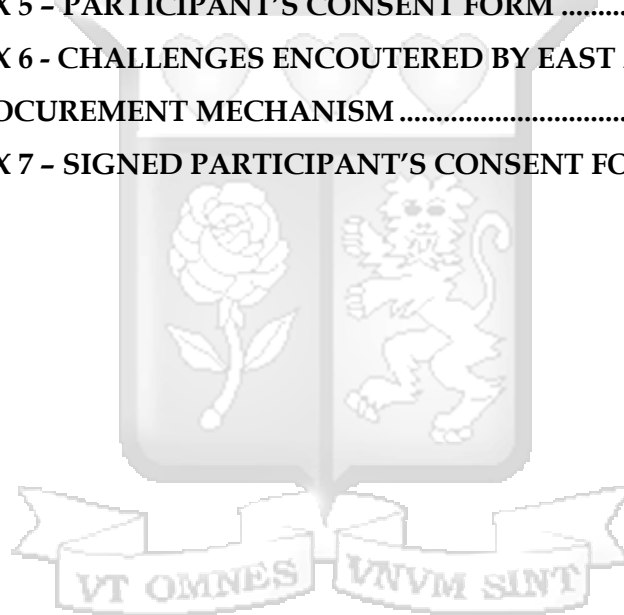 X 5 – PARTICIPANT'S CONSENT FORM ..........
X 6 - CHALLENGES ENCOUTERED BY EAST
OCUREMENT MECHANISM ................................
X 7 – SIGNED PARTICIPANT'S CONSENT FO
VT OMNES VNVM SINT